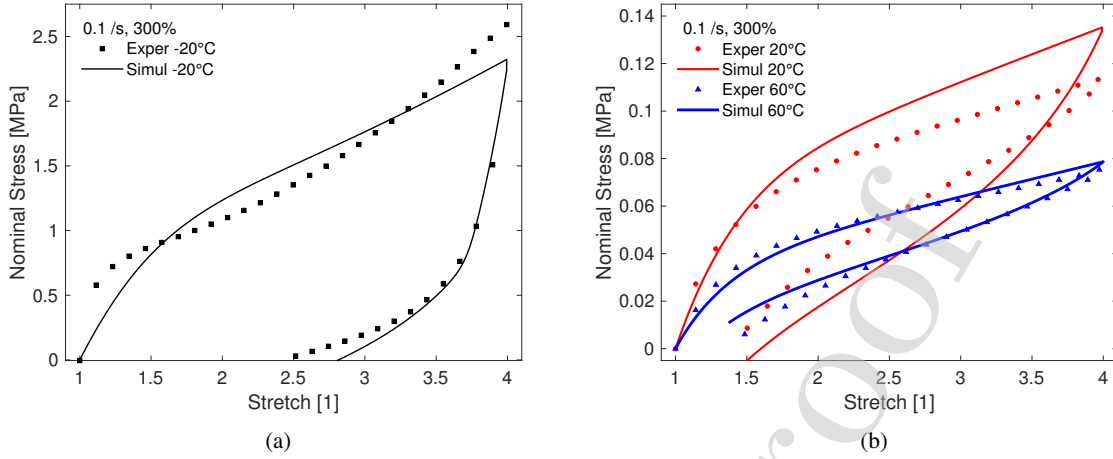 0.1 /s, 300%
Exper -20°C
Simul -20°C
Nominal Stress [MPa]
2.5
2
1.5
1
0.5
0
1
1.5
2
2.5
3
3.5
4
Stretch [1]
(a)
0.1 /s, 300%
Exper 20°C
Simul 20°C
Exper 60°C
Simul 60°C
Nominal Stress [MPa]
0.14
0.12
0.1
0.08
0.06
0.04
0.02
0
1
1.5
2
2.5
3
3.5
4
Stretch [1]
(b)
roof